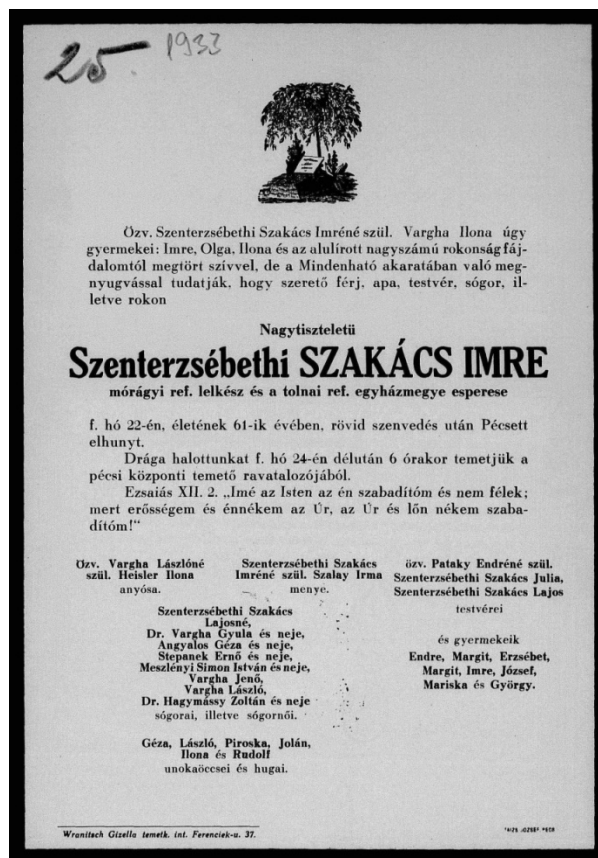 25.
1933
Özv. Szenterzsébethi Szakács Imréné szül. Vargha Ilona úgy
gyermekei: Imre, Olga, Ilona és az alulírott nagyszámú rokonság fáj-
dalomtól megtört szívvel, de a Mindenható akaratában való meg-
nyugvással tudatják, hogy szerető férj, apa, testvér, sógor, il-
letve rokon
Nagytiszteletü
Szenterzsébethi SZAKÁCS IMRE
mórágyi ref. lelkész és a tolnai ref. egyházmegye esperese
f. hó 22-én, életének 61-ik évében, rövid szenvedés után Pécsett
elhunyt.
Drága halottunkat f. hó 24-én délután 6 órakor temetjük a
pécsi központi temető ravatalozójából.
Ezsaiás XII. 2. „Imé az Isten az én szabadítóm és nem félek;
mert erősségem és énnékem az Úr, az Úr és lőn nékem szaba-
dítóm!"
Özv. Vargha Lászlóné
szül. Heisler Ilona
anyósa.
Szenterzsébethi Szakács
Imréné szül. Szalay Irma
menye.
özv. Pataky Endréné szül.
Szenterzsébethi Szakács Julia,
Szenterzsébethi Szakács Lajos
testvérei
Szenterzsébethi Szakács
Lajosné,
Dr. Vargha Gyula és neje,
Angyalos Géza és neje,
Stepanek Ernő és neje,
Meszlényi Simon István és neje,
Vargha Jenő,
Vargha László,
Dr. Hagymássy Zoltán és neje
sógorai, illetve sógornői.
és gyermekeik
Endre, Margit, Erzsébet,
Margit, Imre, József,
Mariska és György.
Géza, László, Piroska, Jolán,
Ilona és Rudolf
unokaöccsei és hugai.
Wranitsch Gizella temetk. int. Ferenciek-u. 37.